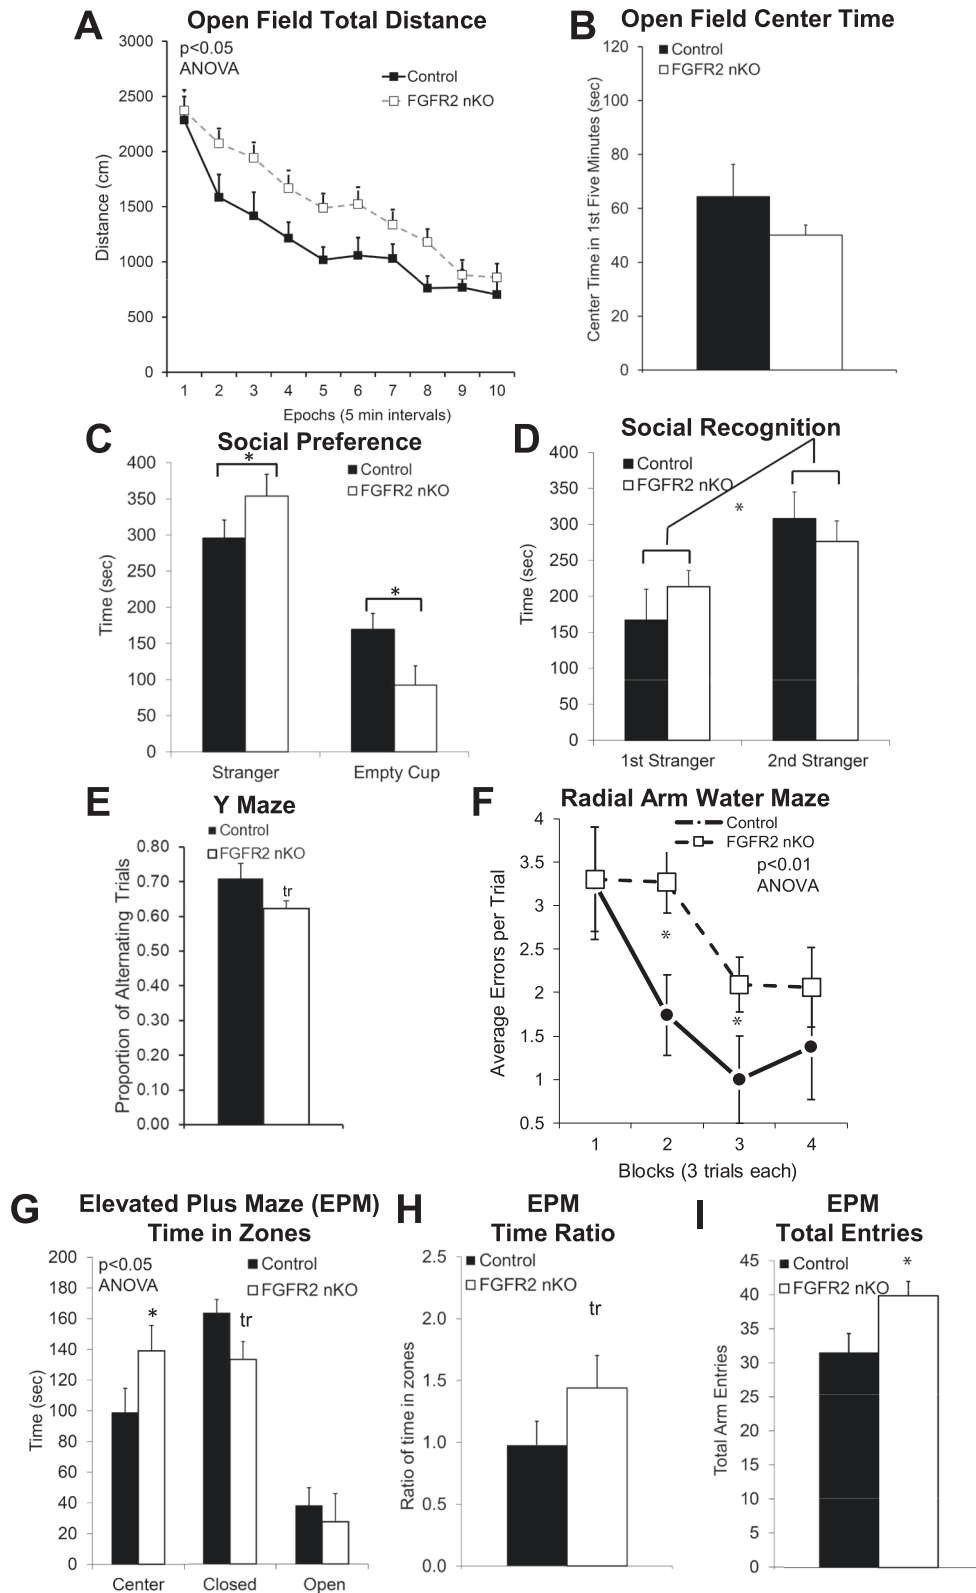 A
Open Field Total Distance
p<0.05
ANOVA
Control
FGFR2 nKO
3000
2500
2000
1500
1000
500
0
Distance (cm)
1 2 3 4 5 6 7 8 9 10
Epochs (5 min intervals)
B
Open Field Center Time
Control
FGFR2 nKO
120
100
80
60
40
20
0
Center Time in 1st Five Minutes (sec)
C
Social Preference
*
Control
FGFR2 nKO
*
400
350
300
250
200
150
100
50
0
Time (sec)
Stranger Empty Cup
D
Social Recognition
Control
FGFR2 nKO
*
400
350
300
250
200
150
100
50
0
Time (sec)
1st Stranger 2nd Stranger
E
Y Maze
Control
FGFR2 nKO
tr
0.80
0.70
0.60
0.50
0.40
0.30
0.20
0.10
0.00
Proportion of Alternating Trials
F
Radial Arm Water Maze
Control
FGFR2 nKO
p<0.01
ANOVA
*
*
4
3.5
3
2.5
2
1.5
1
0.5
Average Errors per Trial
1 2 3 4
Blocks (3 trials each)
G
Elevated Plus Maze (EPM)
Time in Zones
p<0.05
ANOVA
Control
FGFR2 nKO
*
tr
200
180
160
140
120
100
80
60
40
20
0
Time (sec)
Center Closed Open
H
EPM
Time Ratio
Control
FGFR2 nKO
tr
2.5
2.0
1.5
1.0
0.5
0.0
Ratio of time in zones
I
EPM
Total Entries
Control
FGFR2 nKO
*
45
40
35
30
25
20
15
10
5
0
Total Arm Entries